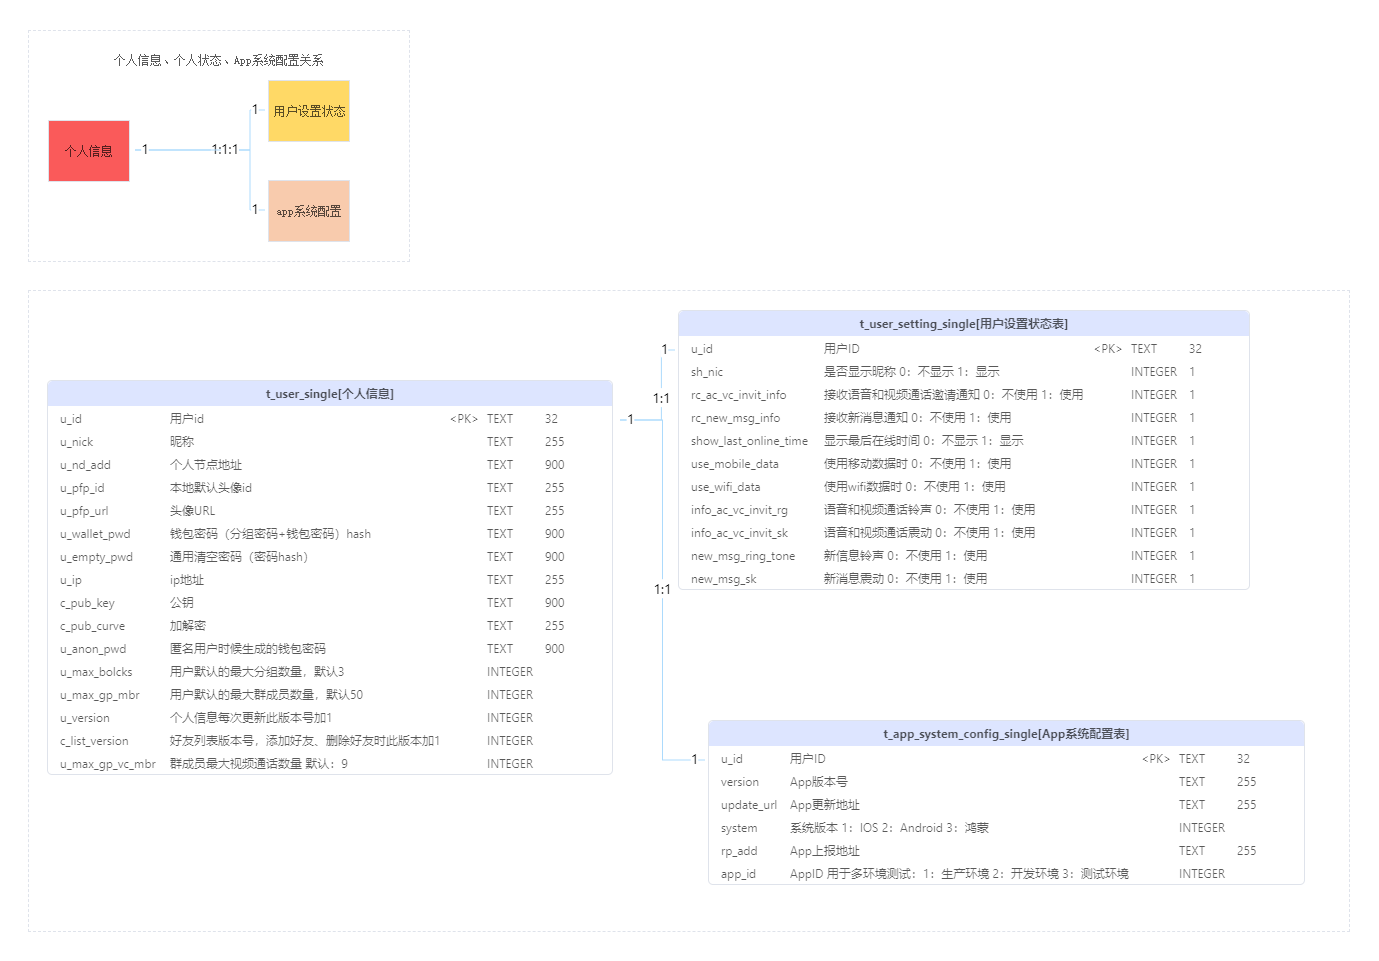 个人信息、个人状态、App系统配置关系
用户设置状态
个人信息
app系统配置
1
1:1:1
1
1
t_user_single[个人信息]
u_id 用户id <PK> TEXT 32
u_nick 昵称 TEXT 255
u_nd_add 个人节点地址 TEXT 900
u_pfp_id 本地默认头像id TEXT 255
u_pfp_url 头像URL TEXT 255
u_wallet_pwd 钱包密码（分组密码+钱包密码）hash TEXT 900
u_empty_pwd 通用清空密码（密码hash） TEXT 900
u_ip ip地址 TEXT 255
c_pub_key 公钥 TEXT 900
c_pub_curve 加解密 TEXT 255
u_anon_pwd 匿名用户时候生成的钱包密码 TEXT 900
u_max_bolcks 用户默认的最大分组数量，默认3 INTEGER
u_max_gp_mbr 用户默认的最大群成员数量，默认50 INTEGER
u_version 个人信息每次更新此版本号加1 INTEGER
c_list_version 好友列表版本号，添加好友、删除好友时此版本加1 INTEGER
u_max_gp_vc_mbr 群成员最大视频通话数量 默认：9 INTEGER
1
1:1
1
1:1
1
t_user_setting_single[用户设置状态表]
u_id 用户ID <PK> TEXT 32
sh_nic 是否显示昵称 0：不显示 1：显示 INTEGER 1
rc_ac_vc_invit_info 接收语音和视频通话邀请通知 0：不使用 1：使用 INTEGER 1
rc_new_msg_info 接收新消息通知 0：不使用 1：使用 INTEGER 1
show_last_online_time 显示最后在线时间 0：不显示 1：显示 INTEGER 1
use_mobile_data 使用移动数据时 0：不使用 1：使用 INTEGER 1
use_wifi_data 使用wifi数据时 0：不使用 1：使用 INTEGER 1
info_ac_vc_invit_rg 语音和视频通话铃声 0：不使用 1：使用 INTEGER 1
info_ac_vc_invit_sk 语音和视频通话震动 0：不使用 1：使用 INTEGER 1
new_msg_ring_tone 新信息铃声 0：不使用 1：使用 INTEGER 1
new_msg_sk 新消息震动 0：不使用 1：使用 INTEGER 1
t_app_system_config_single[App系统配置表]
u_id 用户ID <PK> TEXT 32
version App版本号 TEXT 255
update_url App更新地址 TEXT 255
system 系统版本 1：IOS 2：Android 3：鸿蒙 INTEGER
rp_add App上报地址 TEXT 255
app_id AppID 用于多环境测试：1：生产环境 2：开发环境 3：测试环境 INTEGER